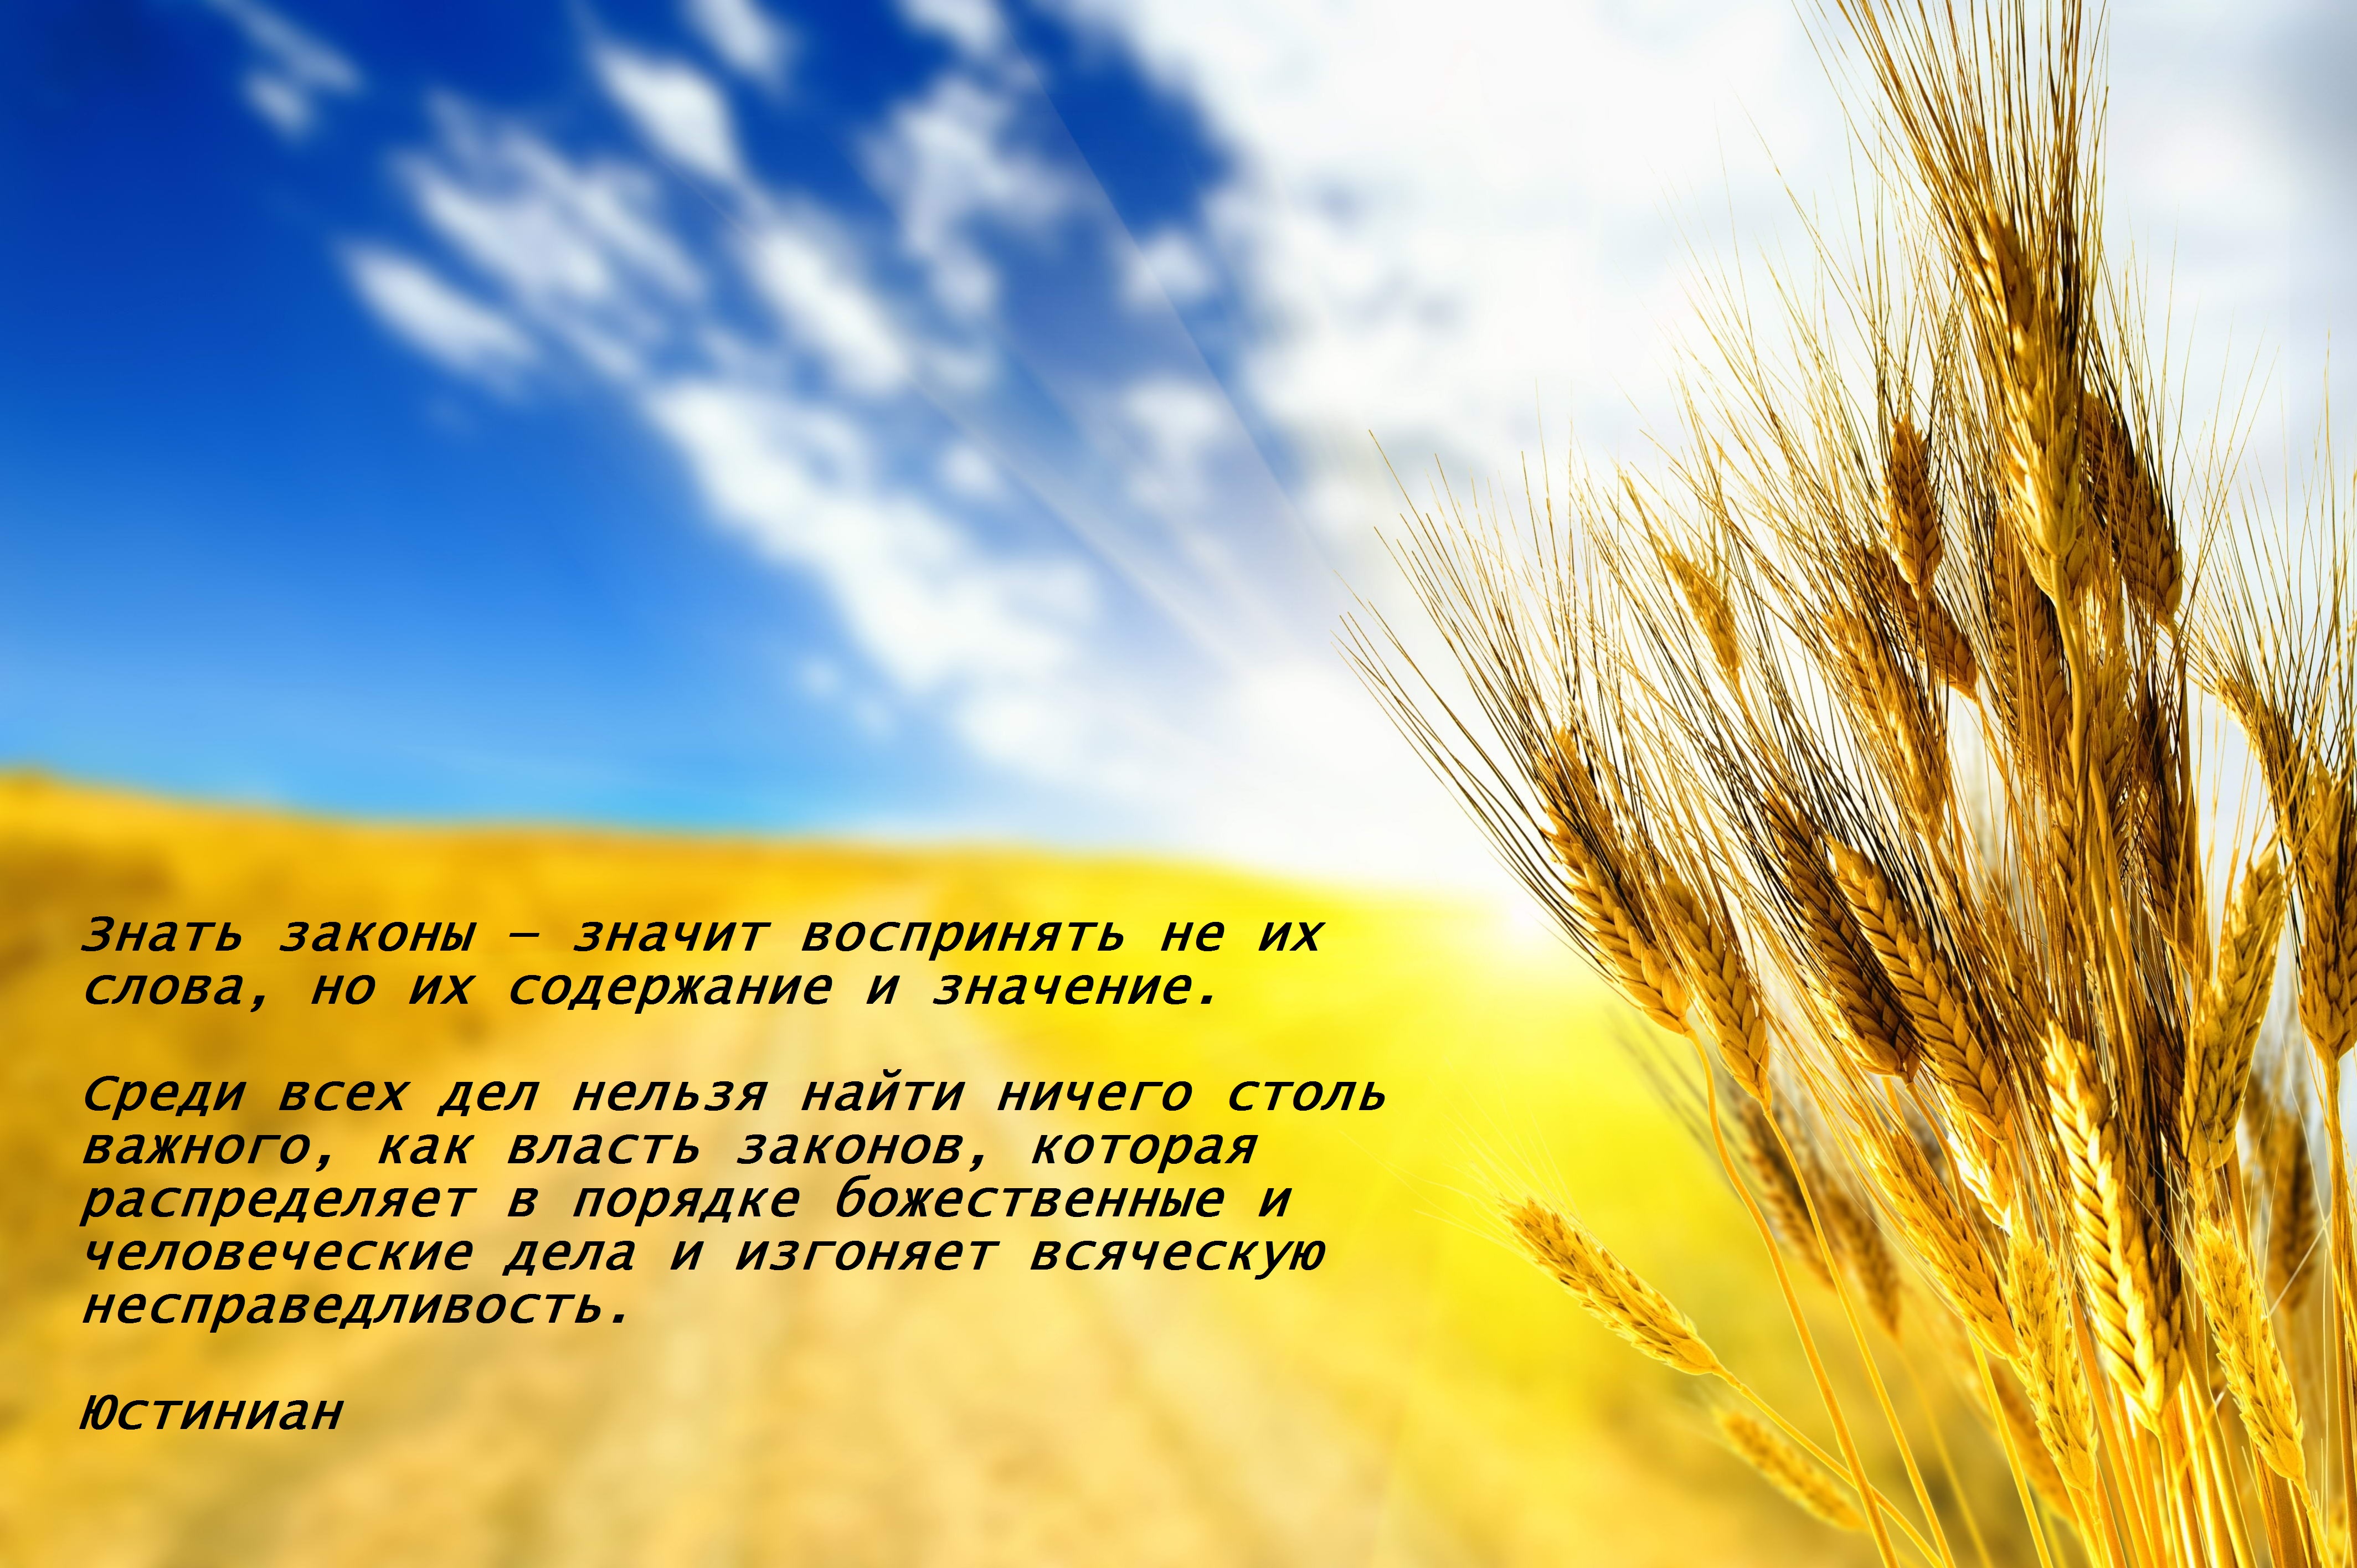 Знать законы – значит воспринять не их
слова, но их содержание и значение.
Среди всех дел нельзя найти ничего столь
важного, как власть законов, которая
распределяет в порядке божественные и
человеческие дела и изгоняет всяческую
несправедливость.
Юстиниан